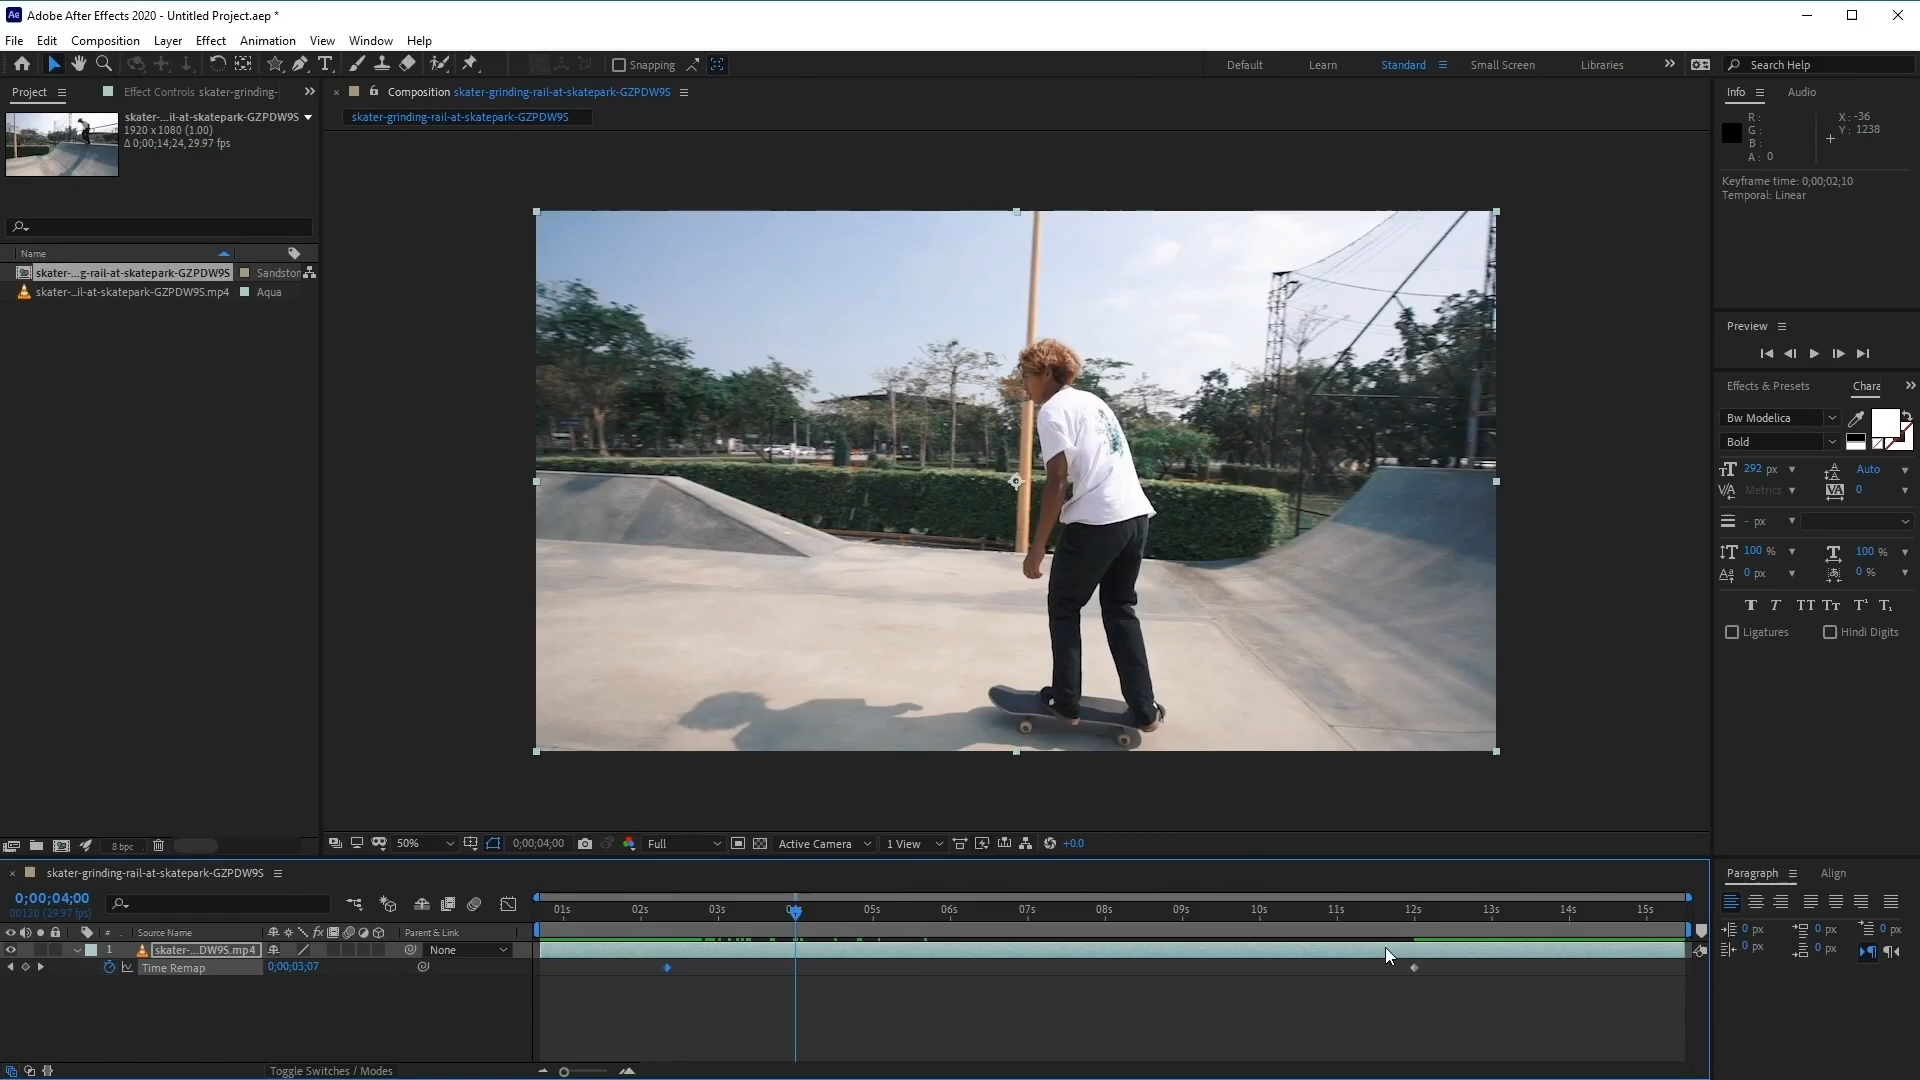 Adobe After Effects 2020 - Untitled Project.aep *
File Edit Composition Layer Effect Animation View Window Help
Snapping
Default Learn Standard Small Screen Libraries Search Help
Project Effect Controls skater-grinding-
skater-...il-at-skatepark-GZPDW9S
1920 x 1080 (1.00)
Δ 0;00;14;24, 29.97 fps
Name
skater-...g-rail-at-skatepark-GZPDW9S Sandston
skater-...il-at-skatepark-GZPDW9S.mp4 Aqua
8 bpc
Composition skater-grinding-rail-at-skatepark-GZPDW9S
skater-grinding-rail-at-skatepark-GZPDW9S
50% 0;00;04;00 Full Active Camera 1 View +0.0
Info Audio
R :
G :
B :
A : 0
X : -36
Y : 1238
Keyframe time: 0;00;02;10
Temporal: Linear
Preview
Effects & Presets Chara
Bw Modelica
Bold
292 px Auto
Metrics 0
- px
100 % 100 %
0 px 0 %
T T TT Tт T¹ T₁
Ligatures Hindi Digits
skater-grinding-rail-at-skatepark-GZPDW9S
0;00;04;00
00120 (29.97 fps)
01s 02s 03s 05s 06s 07s 08s 09s 10s 11s 12s 13s 14s 15s
# Source Name fx Parent & Link
1 skater-...DW9S.mp4 None
Time Remap 0;00;03;07
Toggle Switches / Modes
Paragraph Align
0 px 0 px 0 px
0 px 0 px